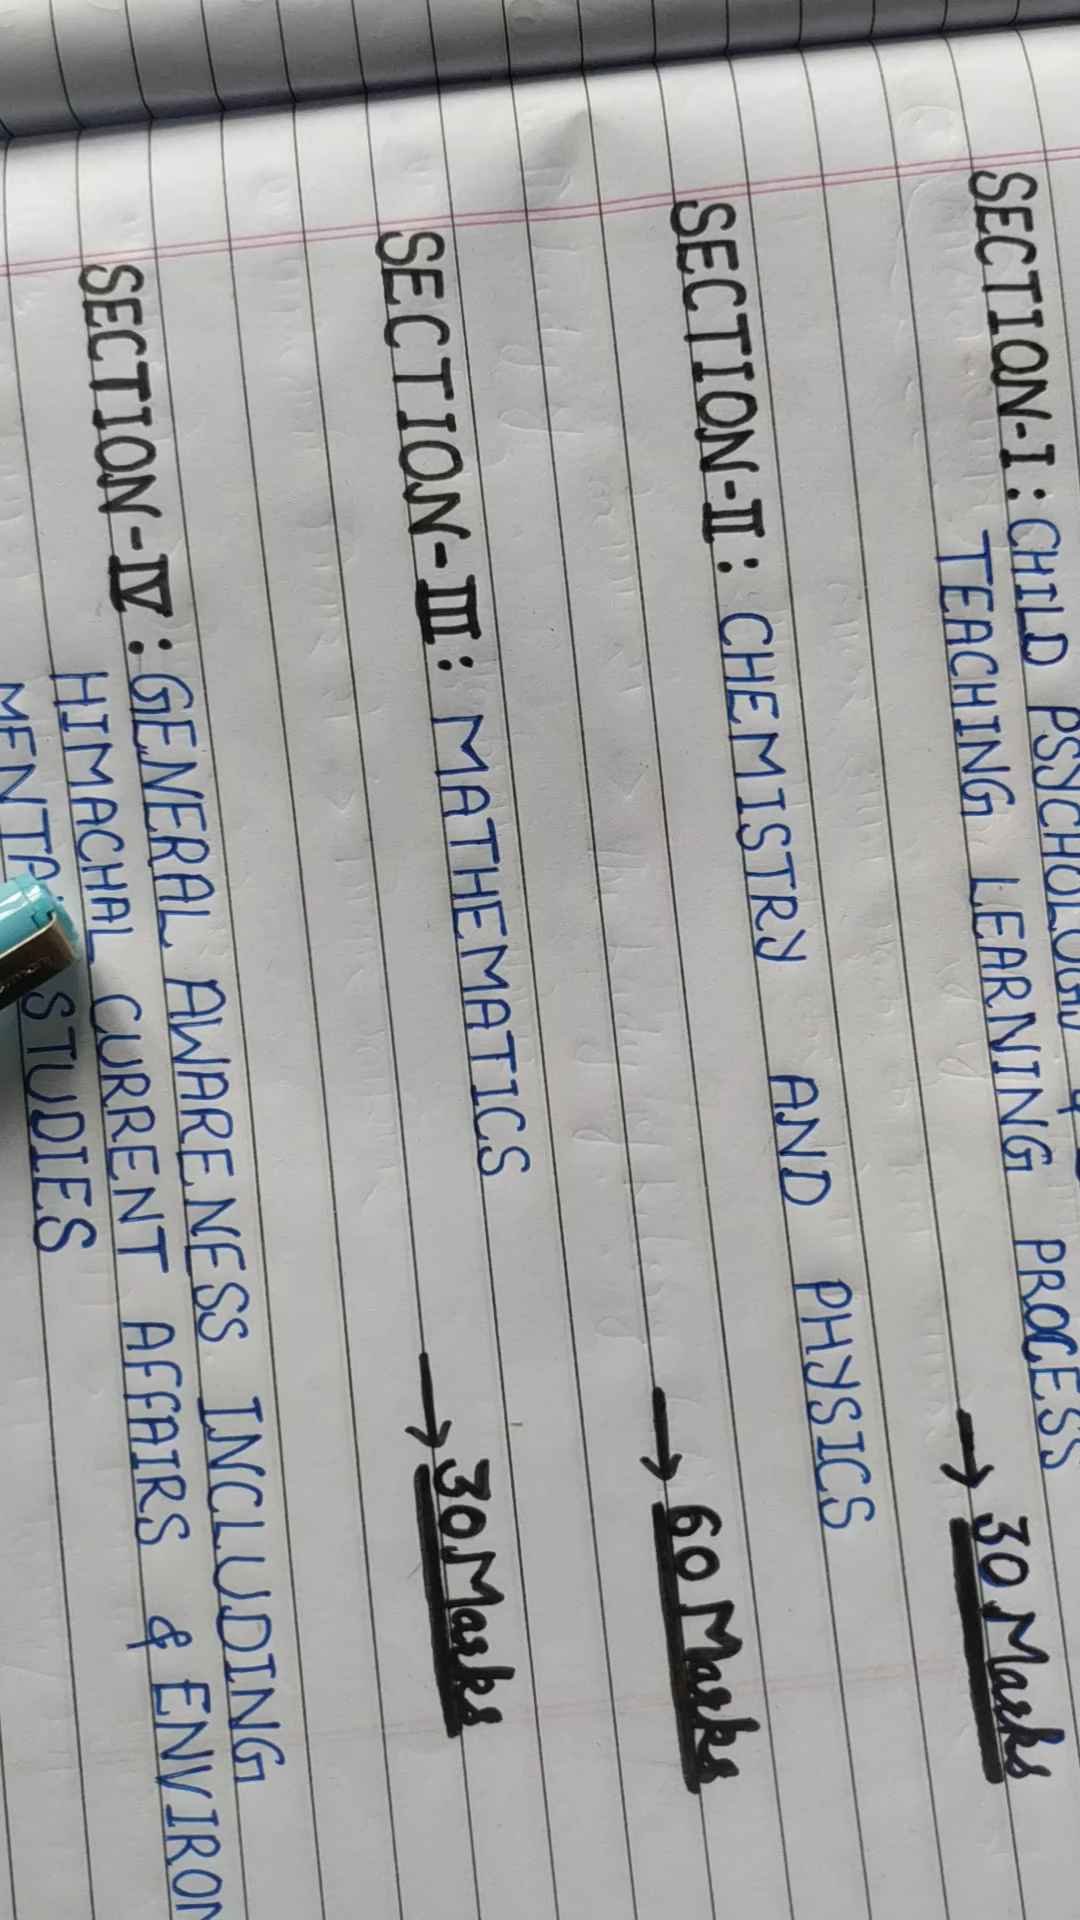 SECTION-I: CHILD PSYCHOLOGY &
TEACHING LEARNING PROCESS → 30 Marks
SECTION-II: CHEMISTRY AND PHYSICS → 60 Marks
SECTION-III: MATHEMATICS → 30 Marks
SECTION-IV: GENERAL AWARENESS INCLUDING
HIMACHAL CURRENT AFFAIRS & ENVIRON
STUDIES